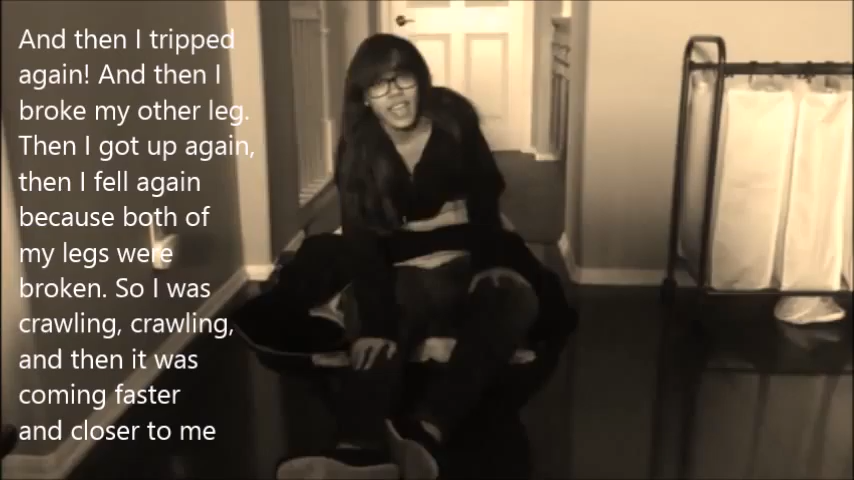 And then I tripped
again! And then I
broke my other leg.
Then I got up again,
then I fell again
because both of
my legs were
broken. So I was
crawling, crawling,
and then it was
coming faster
and closer to me